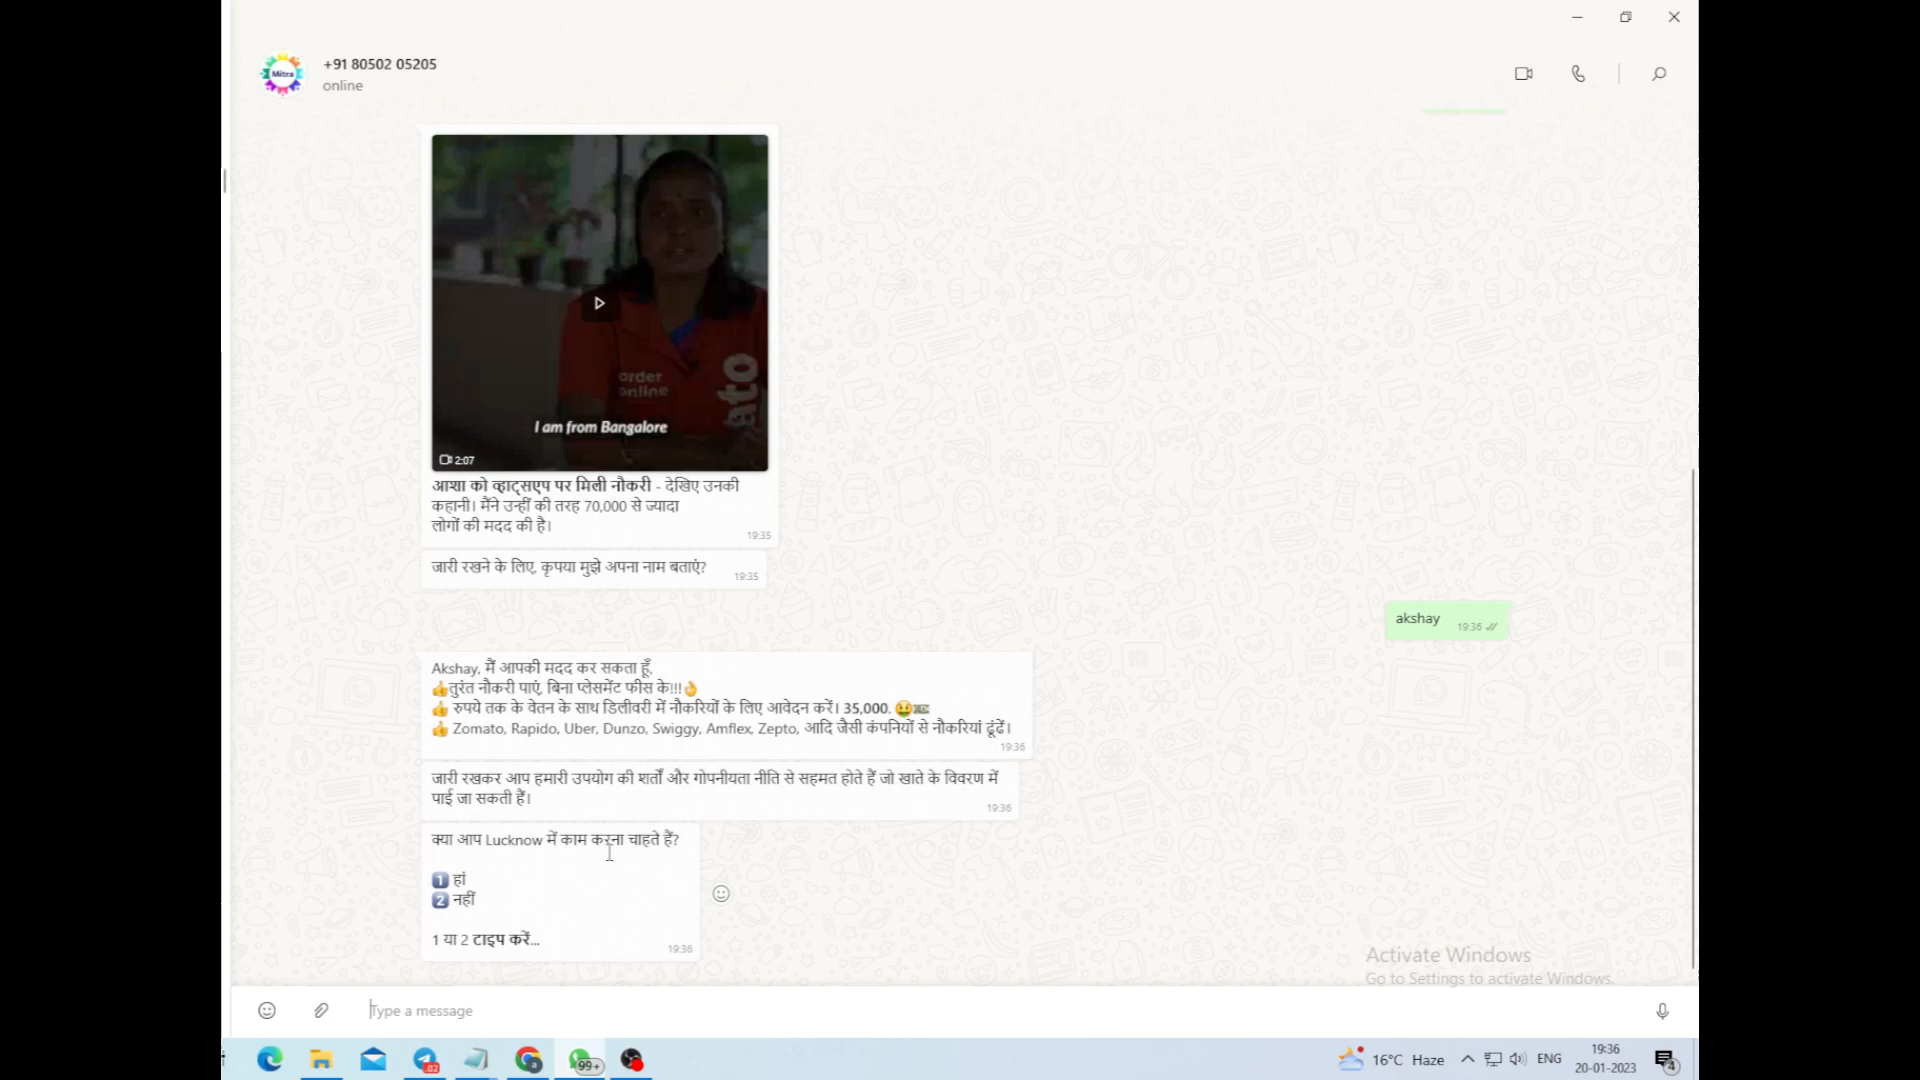 Mitra
+91 80502 05205
online
order
online
ato
I am from Bangalore
2:07
आशा को व्हाट्सएप पर मिली नौकरी - देखिए उनकी
कहानी। मैंने उन्हीं की तरह 70,000 से ज्यादा
लोगों की मदद की है।
19:35
जारी रखने के लिए, कृपया मुझे अपना नाम बताएं?
19:35
akshay
19:36
Akshay, मैं आपकी मदद कर सकता हूँ,
👍तुरंत नौकरी पाएं, बिना प्लेसमेंट फीस के!!!👌
👍 रुपये तक के वेतन के साथ डिलीवरी में नौकरियों के लिए आवेदन करें। 35,000. 🤑💵
👍 Zomato, Rapido, Uber, Dunzo, Swiggy, Amflex, Zepto, आदि जैसी कंपनियों से नौकरियां ढूंढें।
19:36
जारी रखकर आप हमारी उपयोग की शर्तों और गोपनीयता नीति से सहमत होते हैं जो खाते के विवरण में
पाई जा सकती हैं।
19:36
क्या आप Lucknow में काम करना चाहते हैं?
1 हां
2 नहीं
1 या 2 टाइप करें...
19:36
Activate Windows
Go to Settings to activate Windows.
Type a message
.02
99+
16°C Haze
ENG
19:36
20-01-2023
4